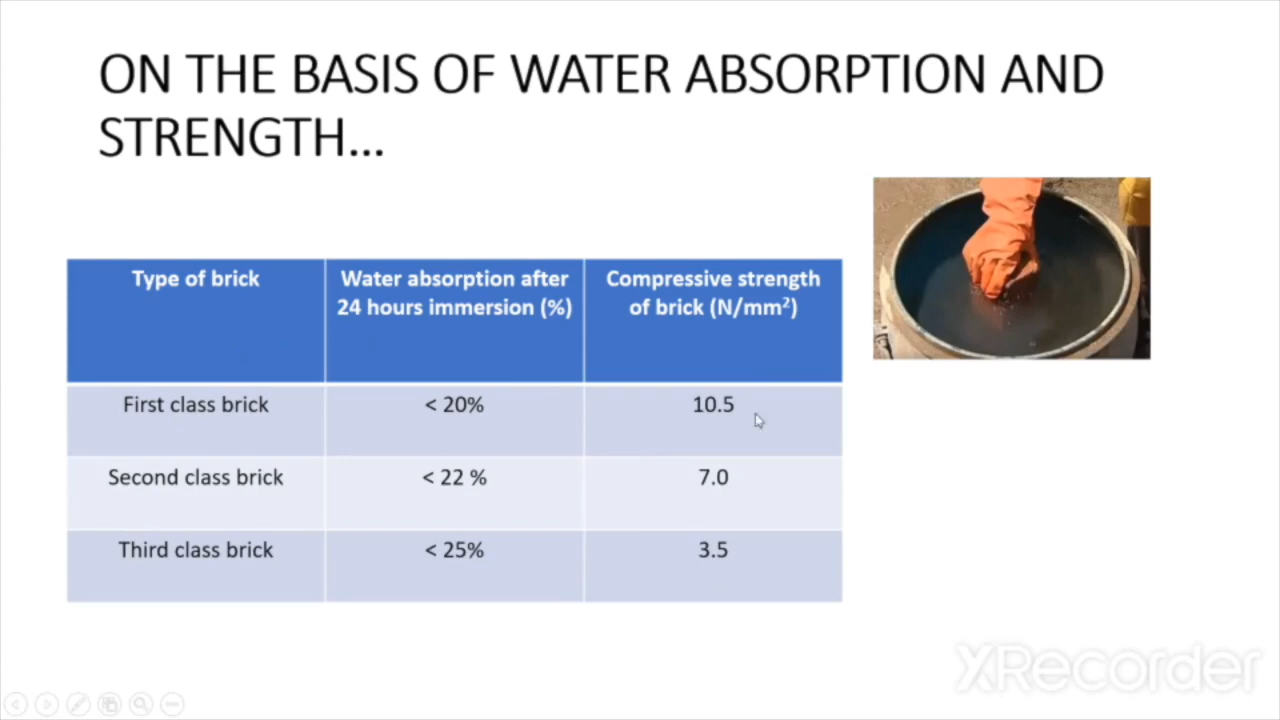 ON THE BASIS OF WATER ABSORPTION AND
STRENGTH...
Type of brick
Water absorption after
24 hours immersion (%)
Compressive strength
of brick (N/mm²)
First class brick
< 20%
10.5
Second class brick
< 22 %
7.0
Third class brick
< 25%
3.5
XRecorder